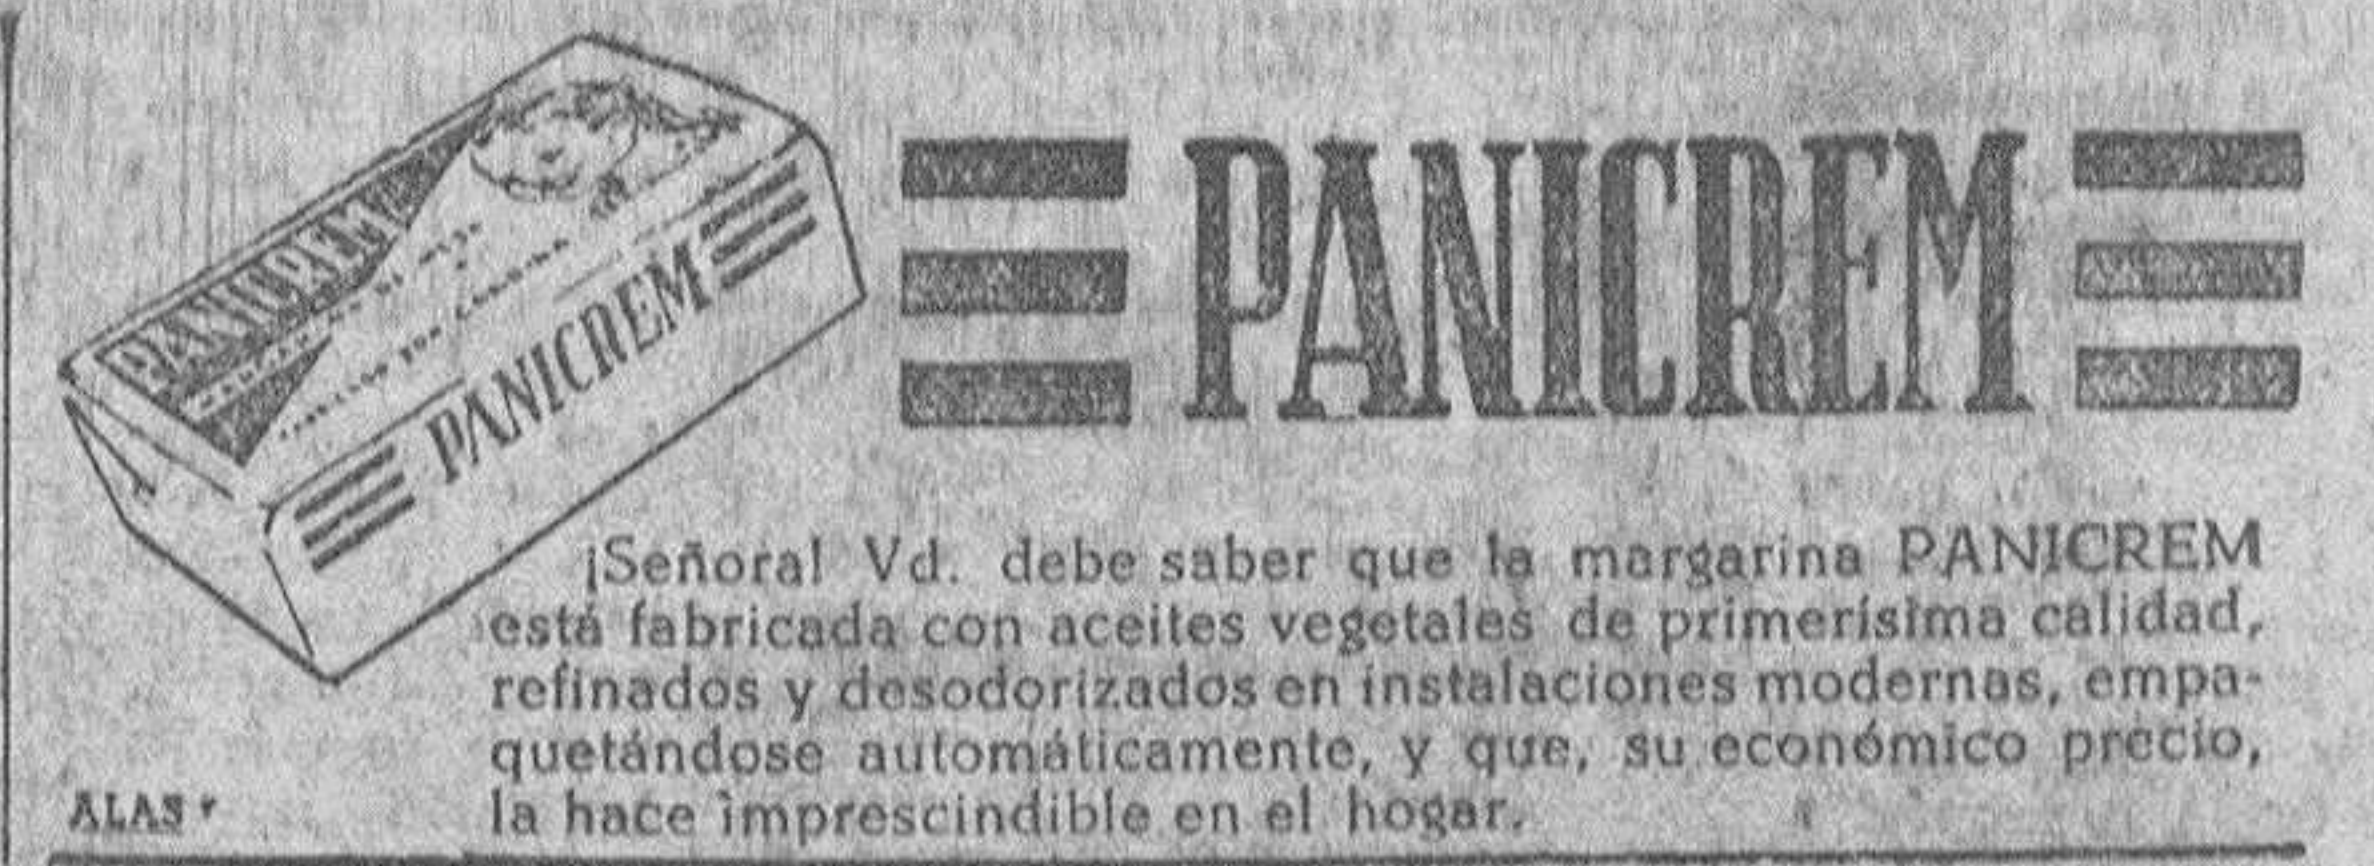 PANICREM
PANICREM
PANICREM
¡Señora! Vd. debe saber que la margarina PANICREM
está fabricada con aceites vegetales de primerísima calidad,
refinados y desodorizados en instalaciones modernas, empa-
quetándose automáticamente, y que, su económico precio,
la hace imprescindible en el hogar.
ALAS